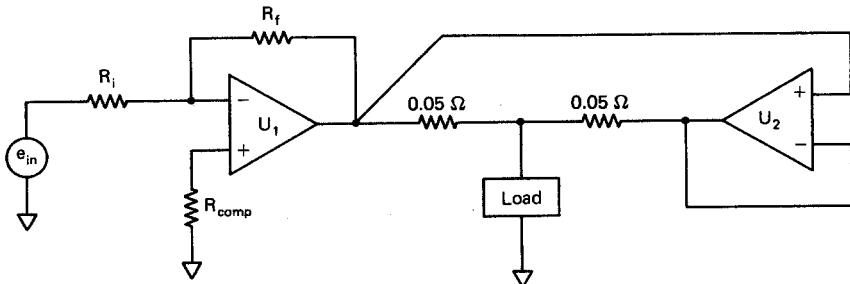 R_f
R_i
0.05 Ω
0.05 Ω
−
+
U_1
+
−
U_2
e_in
R_comp
Load